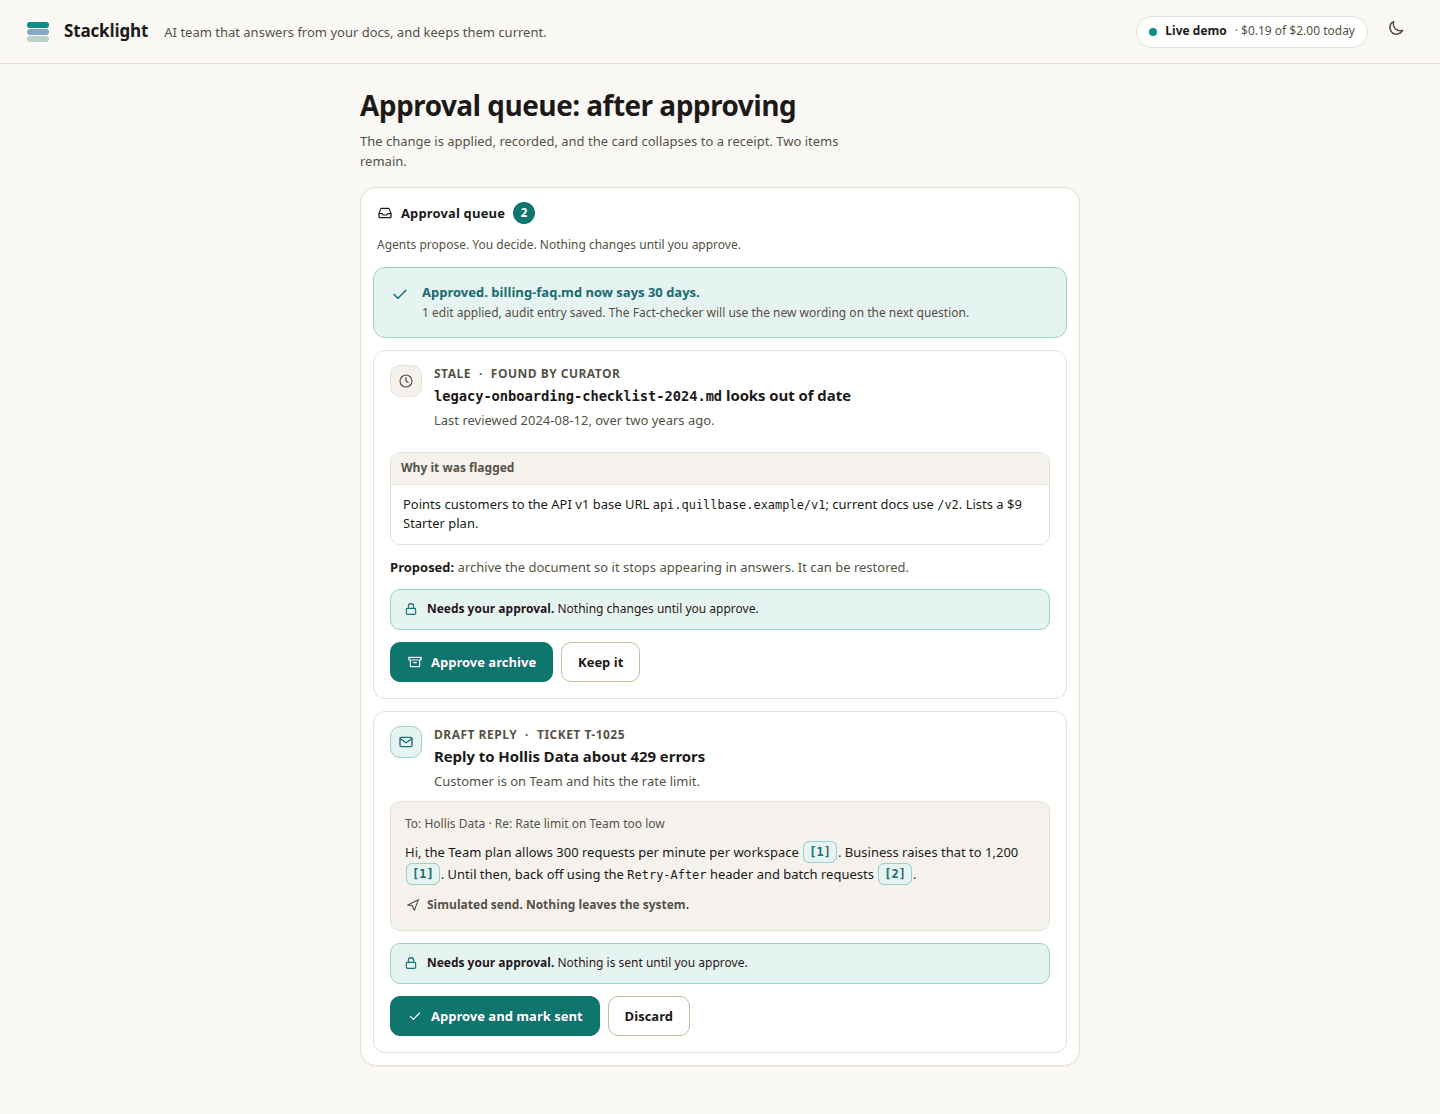 Stacklight
AI team that answers from your docs, and keeps them current.
Live demo · $0.19 of $2.00 today
Approval queue: after approving
The change is applied, recorded, and the card collapses to a receipt. Two items
remain.
Approval queue 2
Agents propose. You decide. Nothing changes until you approve.
Approved. billing-faq.md now says 30 days.
1 edit applied, audit entry saved. The Fact-checker will use the new wording on the next question.
STALE · FOUND BY CURATOR
legacy-onboarding-checklist-2024.md looks out of date
Last reviewed 2024-08-12, over two years ago.
Why it was flagged
Points customers to the API v1 base URL api.quillbase.example/v1; current docs use /v2. Lists a $9
Starter plan.
Proposed: archive the document so it stops appearing in answers. It can be restored.
Needs your approval. Nothing changes until you approve.
Approve archive
Keep it
DRAFT REPLY · TICKET T-1025
Reply to Hollis Data about 429 errors
Customer is on Team and hits the rate limit.
To: Hollis Data · Re: Rate limit on Team too low
Hi, the Team plan allows 300 requests per minute per workspace [1]. Business raises that to 1,200
[1]. Until then, back off using the Retry-After header and batch requests [2].
Simulated send. Nothing leaves the system.
Needs your approval. Nothing is sent until you approve.
Approve and mark sent
Discard